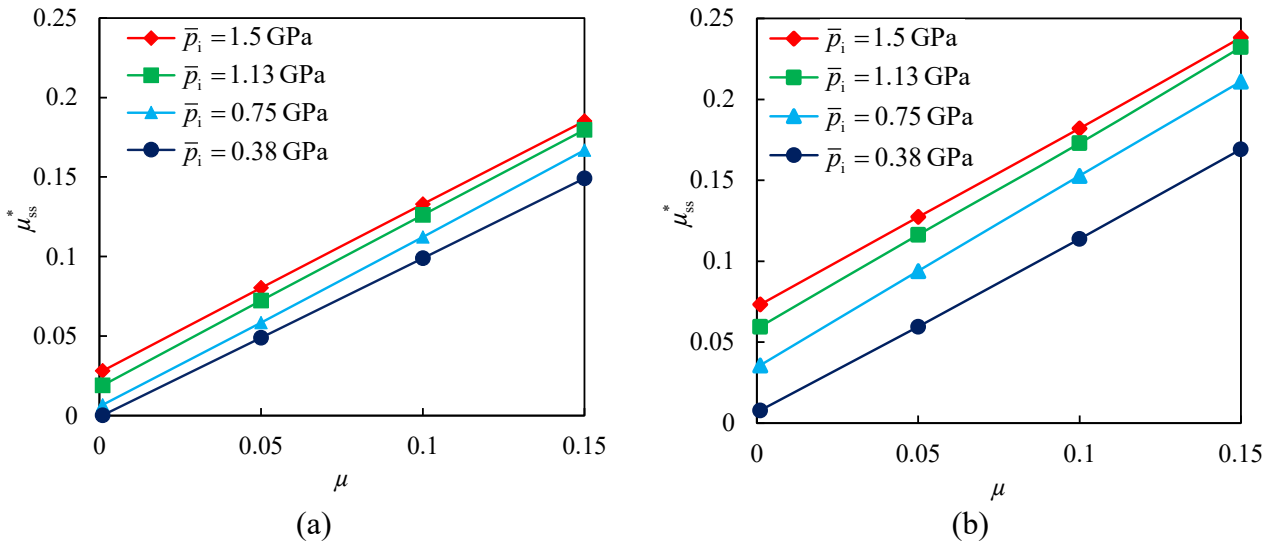 0.25
0.2
0.15
0.1
0.05
0
p̄ᵢ = 1.5 GPa
p̄ᵢ = 1.13 GPa
p̄ᵢ = 0.75 GPa
p̄ᵢ = 0.38 GPa
μ*ss
0 0.05 0.1 0.15
μ
(a)
0.25
0.2
0.15
0.1
0.05
0
p̄ᵢ = 1.5 GPa
p̄ᵢ = 1.13 GPa
p̄ᵢ = 0.75 GPa
p̄ᵢ = 0.38 GPa
μ*ss
0 0.05 0.1 0.15
μ
(b)